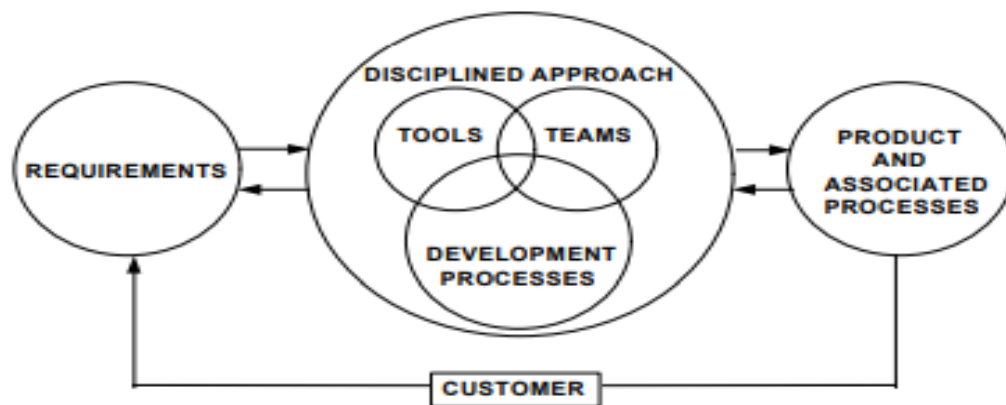 DISCIPLINED APPROACH
TOOLS
TEAMS
REQUIREMENTS
DEVELOPMENT
PROCESSES
PRODUCT
AND
ASSOCIATED
PROCESSES
CUSTOMER